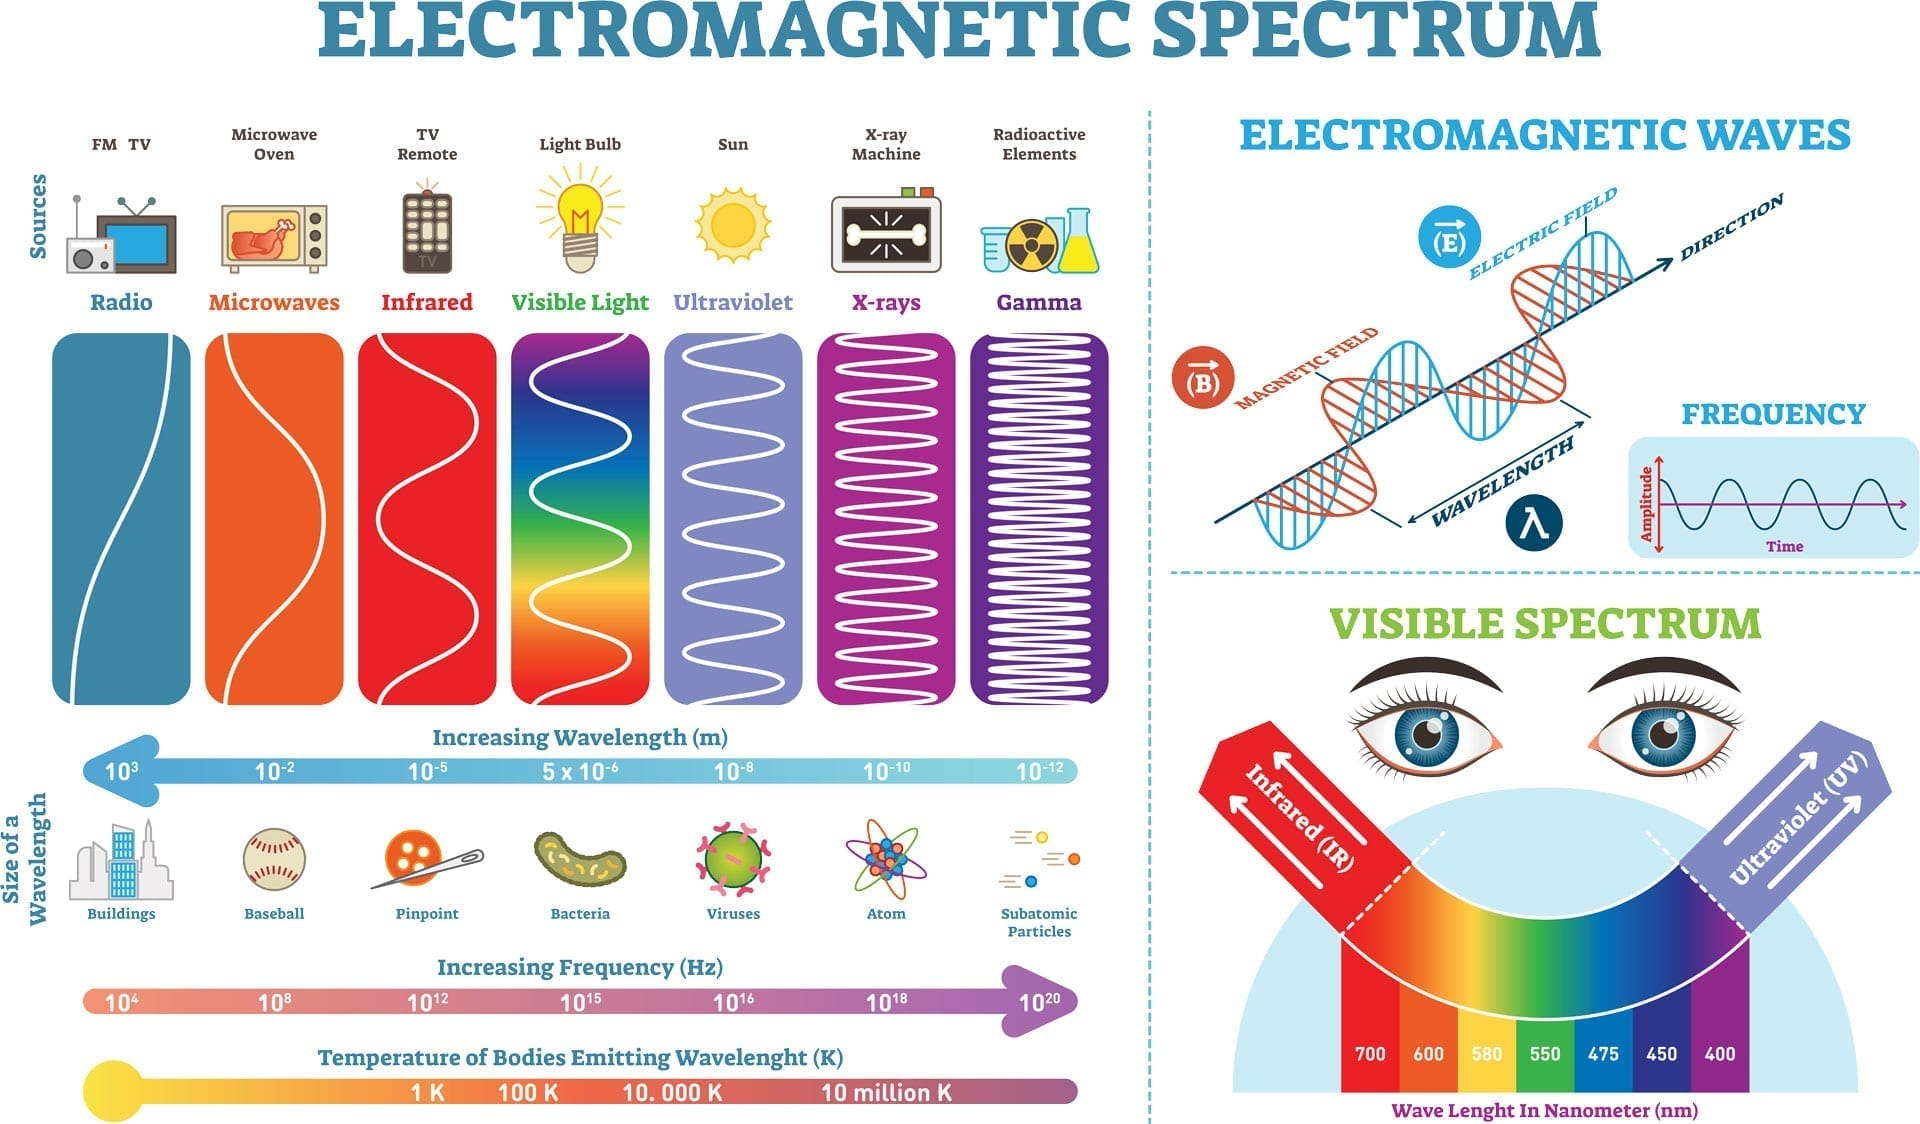 ELECTROMAGNETIC SPECTRUM
Sources
FM TV
Microwave
Oven
TV
Remote
Light Bulb
Sun
X-ray
Machine
Radioactive
Elements
TV
Radio
Microwaves
Infrared
Visible Light
Ultraviolet
X-rays
Gamma
Increasing Wavelength (m)
10³ 10⁻² 10⁻⁵ 5 x 10⁻⁶ 10⁻⁸ 10⁻¹⁰ 10⁻¹²
Size of a
Wavelength
Buildings
Baseball
Pinpoint
Bacteria
Viruses
Atom
Subatomic
Particles
Increasing Frequency (Hz)
10⁴ 10⁸ 10¹² 10¹⁵ 10¹⁶ 10¹⁸ 10²⁰
Temperature of Bodies Emitting Wavelenght (K)
1 K 100 K 10. 000 K 10 million K
ELECTROMAGNETIC WAVES
(E)
ELECTRIC FIELD
DIRECTION
(B)
MAGNETIC FIELD
WAVELENGTH
λ
FREQUENCY
Amplitude
Time
VISIBLE SPECTRUM
Infrared (IR)
Ultraviolet (UV)
700 600 580 550 475 450 400
Wave Lenght In Nanometer (nm)